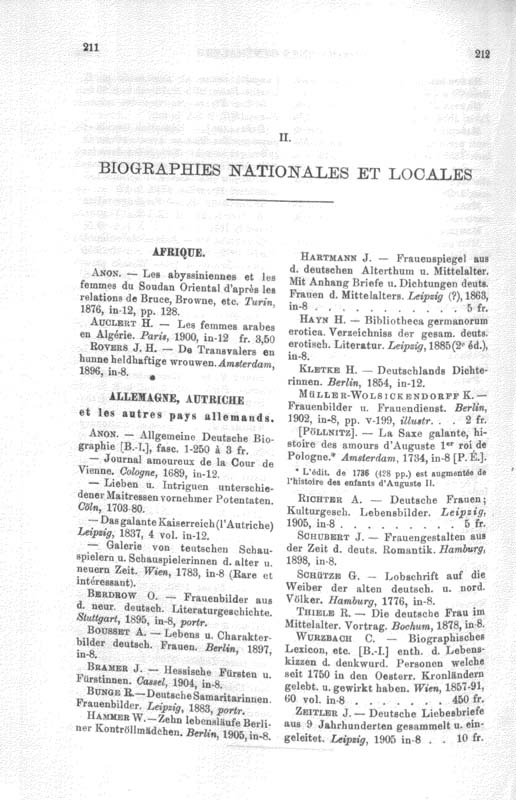 211
212
II.
BIOGRAPHIES NATIONALES ET LOCALES
AFRIQUE.
ANON. — Les abyssiniennes et les
femmes du Soudan Oriental d'après les
relations de Bruce, Browne, etc. Turin,
1876, in-12, pp. 128.
AUCLERT H. — Les femmes arabes
en Algérie. Paris, 1900, in-12 fr. 3,50
ROVERS J. H. — De Transvalers en
hunne heldhaftige wrouwen. Amsterdam,
1896, in-8.
ALLEMAGNE, AUTRICHE
et les autres pays allemands.
ANON. — Allgemeine Deutsche Bio-
graphie [B.-I.], fasc. 1-250 à 3 fr.
— Journal amoureux de la Cour de
Vienne. Cologne, 1689, in-12.
— Lieben u. Intriguen unterschie-
dener Maitressen vornehmer Potentaten.
Cöln, 1703-80.
— Das galante Kaiserreich (l'Autriche)
Leipzig, 1837, 4 vol. in-12.
— Galerie von teutschen Schau-
spielern u. Schauspielerinnen d. alter u.
neuern Zeit. Wien, 1783, in-8 (Rare et
intéressant).
BERDROW O. — Frauenbilder aus
d. neur. deutsch. Literaturgeschichte.
Stuttgart, 1895, in-8, portr.
BOUSSET A. — Lebens u. Charakter-
bilder deutsch. Frauen. Berlin, 1897,
in-8.
BRAMER J. — Hessische Fürsten u.
Fürstinnen. Cassel, 1904, in-8.
BUNGE R. — Deutsche Samaritarinnen.
Frauenbilder. Leipzig, 1883, portr.
HAMMER W. — Zehn lebensläufe Berli-
ner Kontröllmädchen. Berlin, 1905, in-8.
HARTMANN J. — Frauenspiegel aus
d. deutschen Alterthum u. Mittelalter.
Mit Anhang Briefe u. Dichtungen deuts.
Frauen d. Mittelalters. Leipzig (?), 1863,
in-8 . . . . . . . . . . 5 fr.
HAYN H. — Bibliotheca germanorum
erotica. Verzeichniss der gesam. deuts.
erotisch. Literatur. Leipzig, 1885 (2e éd.),
in-8.
KLETKE H. — Deutschlands Dichte-
rinnen. Berlin, 1854, in-12.
MÜLLER-WOLSICKENDORFF K. —
Frauenbilder u. Frauendienst. Berlin,
1902, in-8, pp. V-199, illustr. . . 2 fr.
[PÖLLNITZ]. — La Saxe galante, hi-
stoire des amours d'Auguste 1er roi de
Pologne.* Amsterdam, 1734, in-8 [P. É.].
* L'édit. de 1736 (428 pp.) est augmentée de
l'histoire des enfants d'Auguste II.
RICHTER A. — Deutsche Frauen;
Kulturgesch. Lebensbilder. Leipzig,
1905, in-8 . . . . . . . . 5 fr.
SCHUBERT J. — Frauengestalten aus
der Zeit d. deuts. Romantik. Hamburg,
1898, in-8.
SCHÜTZE G. — Lobschrift auf die
Weiber der alten deutsch. u. nord.
Völker. Hamburg, 1776, in-8.
THIELE R. — Die deutsche Frau im
Mittelalter. Vortrag. Bochum, 1878, in-8.
WURZBACH C. — Biographisches
Lexicon, etc. [B.-I.] enth. d. Lebens-
kizzen d. denkwurd. Personen welche
seit 1750 in den Oesterr. Kronländern
gelebt. u. gewirkt haben. Wien, 1857-91,
60 vol. in-8 . . . . . . . 450 fr.
ZEITLER J. — Deutsche Liebesbriefe
aus 9 Jahrhunderten gesammelt u. ein-
geleitet. Leipzig, 1905 in-8 . . 10 fr.